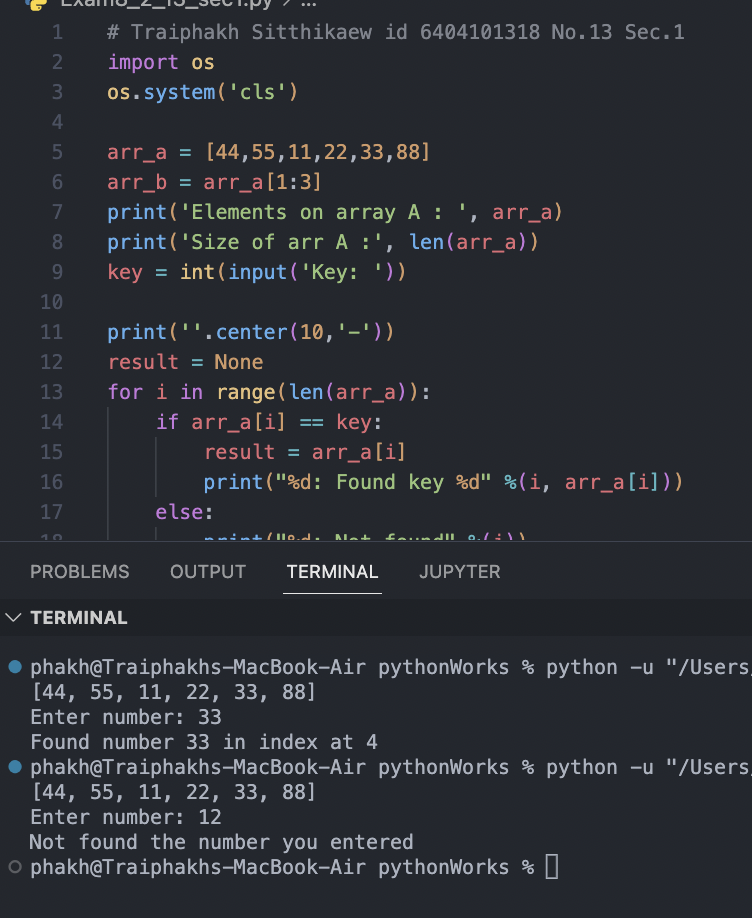 Exam8_2_13_sec1.py > ...
1 # Traiphakh Sitthikaew id 6404101318 No.13 Sec.1
2 import os
3 os.system('cls')
4
5 arr_a = [44,55,11,22,33,88]
6 arr_b = arr_a[1:3]
7 print('Elements on array A : ', arr_a)
8 print('Size of arr A :', len(arr_a))
9 key = int(input('Key: '))
10
11 print(''.center(10,'-'))
12 result = None
13 for i in range(len(arr_a)):
14 if arr_a[i] == key:
15 result = arr_a[i]
16 print("%d: Found key %d" %(i, arr_a[i]))
17 else:
18 print("%d: Not found" %(i))
PROBLEMS OUTPUT TERMINAL JUPYTER
TERMINAL
phakh@Traiphakhs-MacBook-Air pythonWorks % python -u "/Users/
[44, 55, 11, 22, 33, 88]
Enter number: 33
Found number 33 in index at 4
phakh@Traiphakhs-MacBook-Air pythonWorks % python -u "/Users/
[44, 55, 11, 22, 33, 88]
Enter number: 12
Not found the number you entered
phakh@Traiphakhs-MacBook-Air pythonWorks %